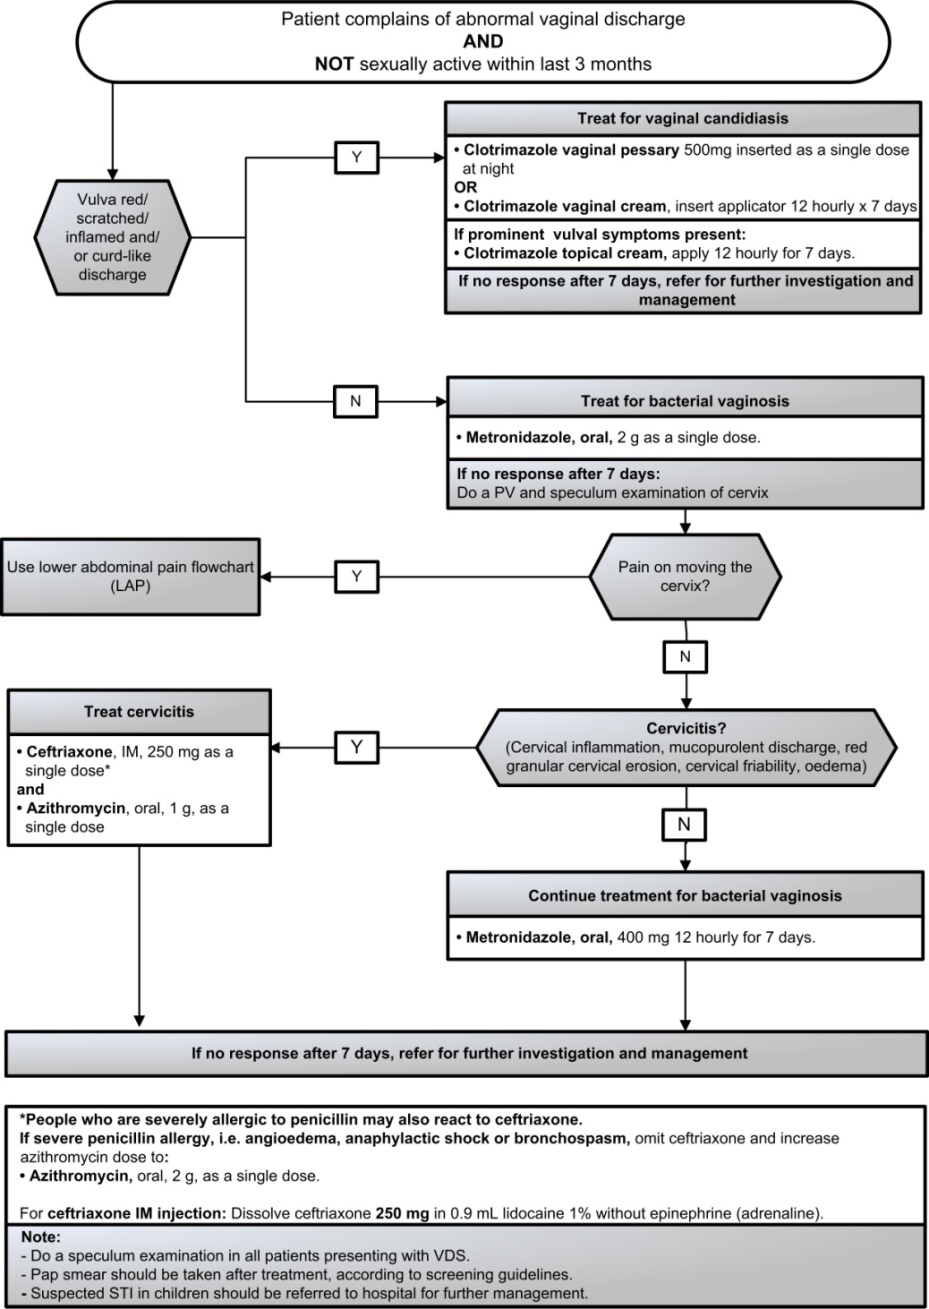 Patient complains of abnormal vaginal discharge
AND
NOT sexually active within last 3 months
Vulva red/
scratched/
inflamed and/
or curd-like
discharge
Y
Treat for vaginal candidiasis
• Clotrimazole vaginal pessary 500mg inserted as a single dose
at night
OR
• Clotrimazole vaginal cream, insert applicator 12 hourly x 7 days
If prominent vulval symptoms present:
• Clotrimazole topical cream, apply 12 hourly for 7 days.
If no response after 7 days, refer for further investigation and
management
N
Treat for bacterial vaginosis
• Metronidazole, oral, 2 g as a single dose.
If no response after 7 days:
Do a PV and speculum examination of cervix
Pain on moving the
cervix?
Y
Use lower abdominal pain flowchart
(LAP)
N
Cervicitis?
(Cervical inflammation, mucopurolent discharge, red
granular cervical erosion, cervical friability, oedema)
Y
Treat cervicitis
• Ceftriaxone, IM, 250 mg as a
single dose*
and
• Azithromycin, oral, 1 g, as a
single dose
N
Continue treatment for bacterial vaginosis
• Metronidazole, oral, 400 mg 12 hourly for 7 days.
If no response after 7 days, refer for further investigation and management
*People who are severely allergic to penicillin may also react to ceftriaxone.
If severe penicillin allergy, i.e. angioedema, anaphylactic shock or bronchospasm, omit ceftriaxone and increase
azithromycin dose to:
• Azithromycin, oral, 2 g, as a single dose.
For ceftriaxone IM injection: Dissolve ceftriaxone 250 mg in 0.9 mL lidocaine 1% without epinephrine (adrenaline).
Note:
- Do a speculum examination in all patients presenting with VDS.
- Pap smear should be taken after treatment, according to screening guidelines.
- Suspected STI in children should be referred to hospital for further management.